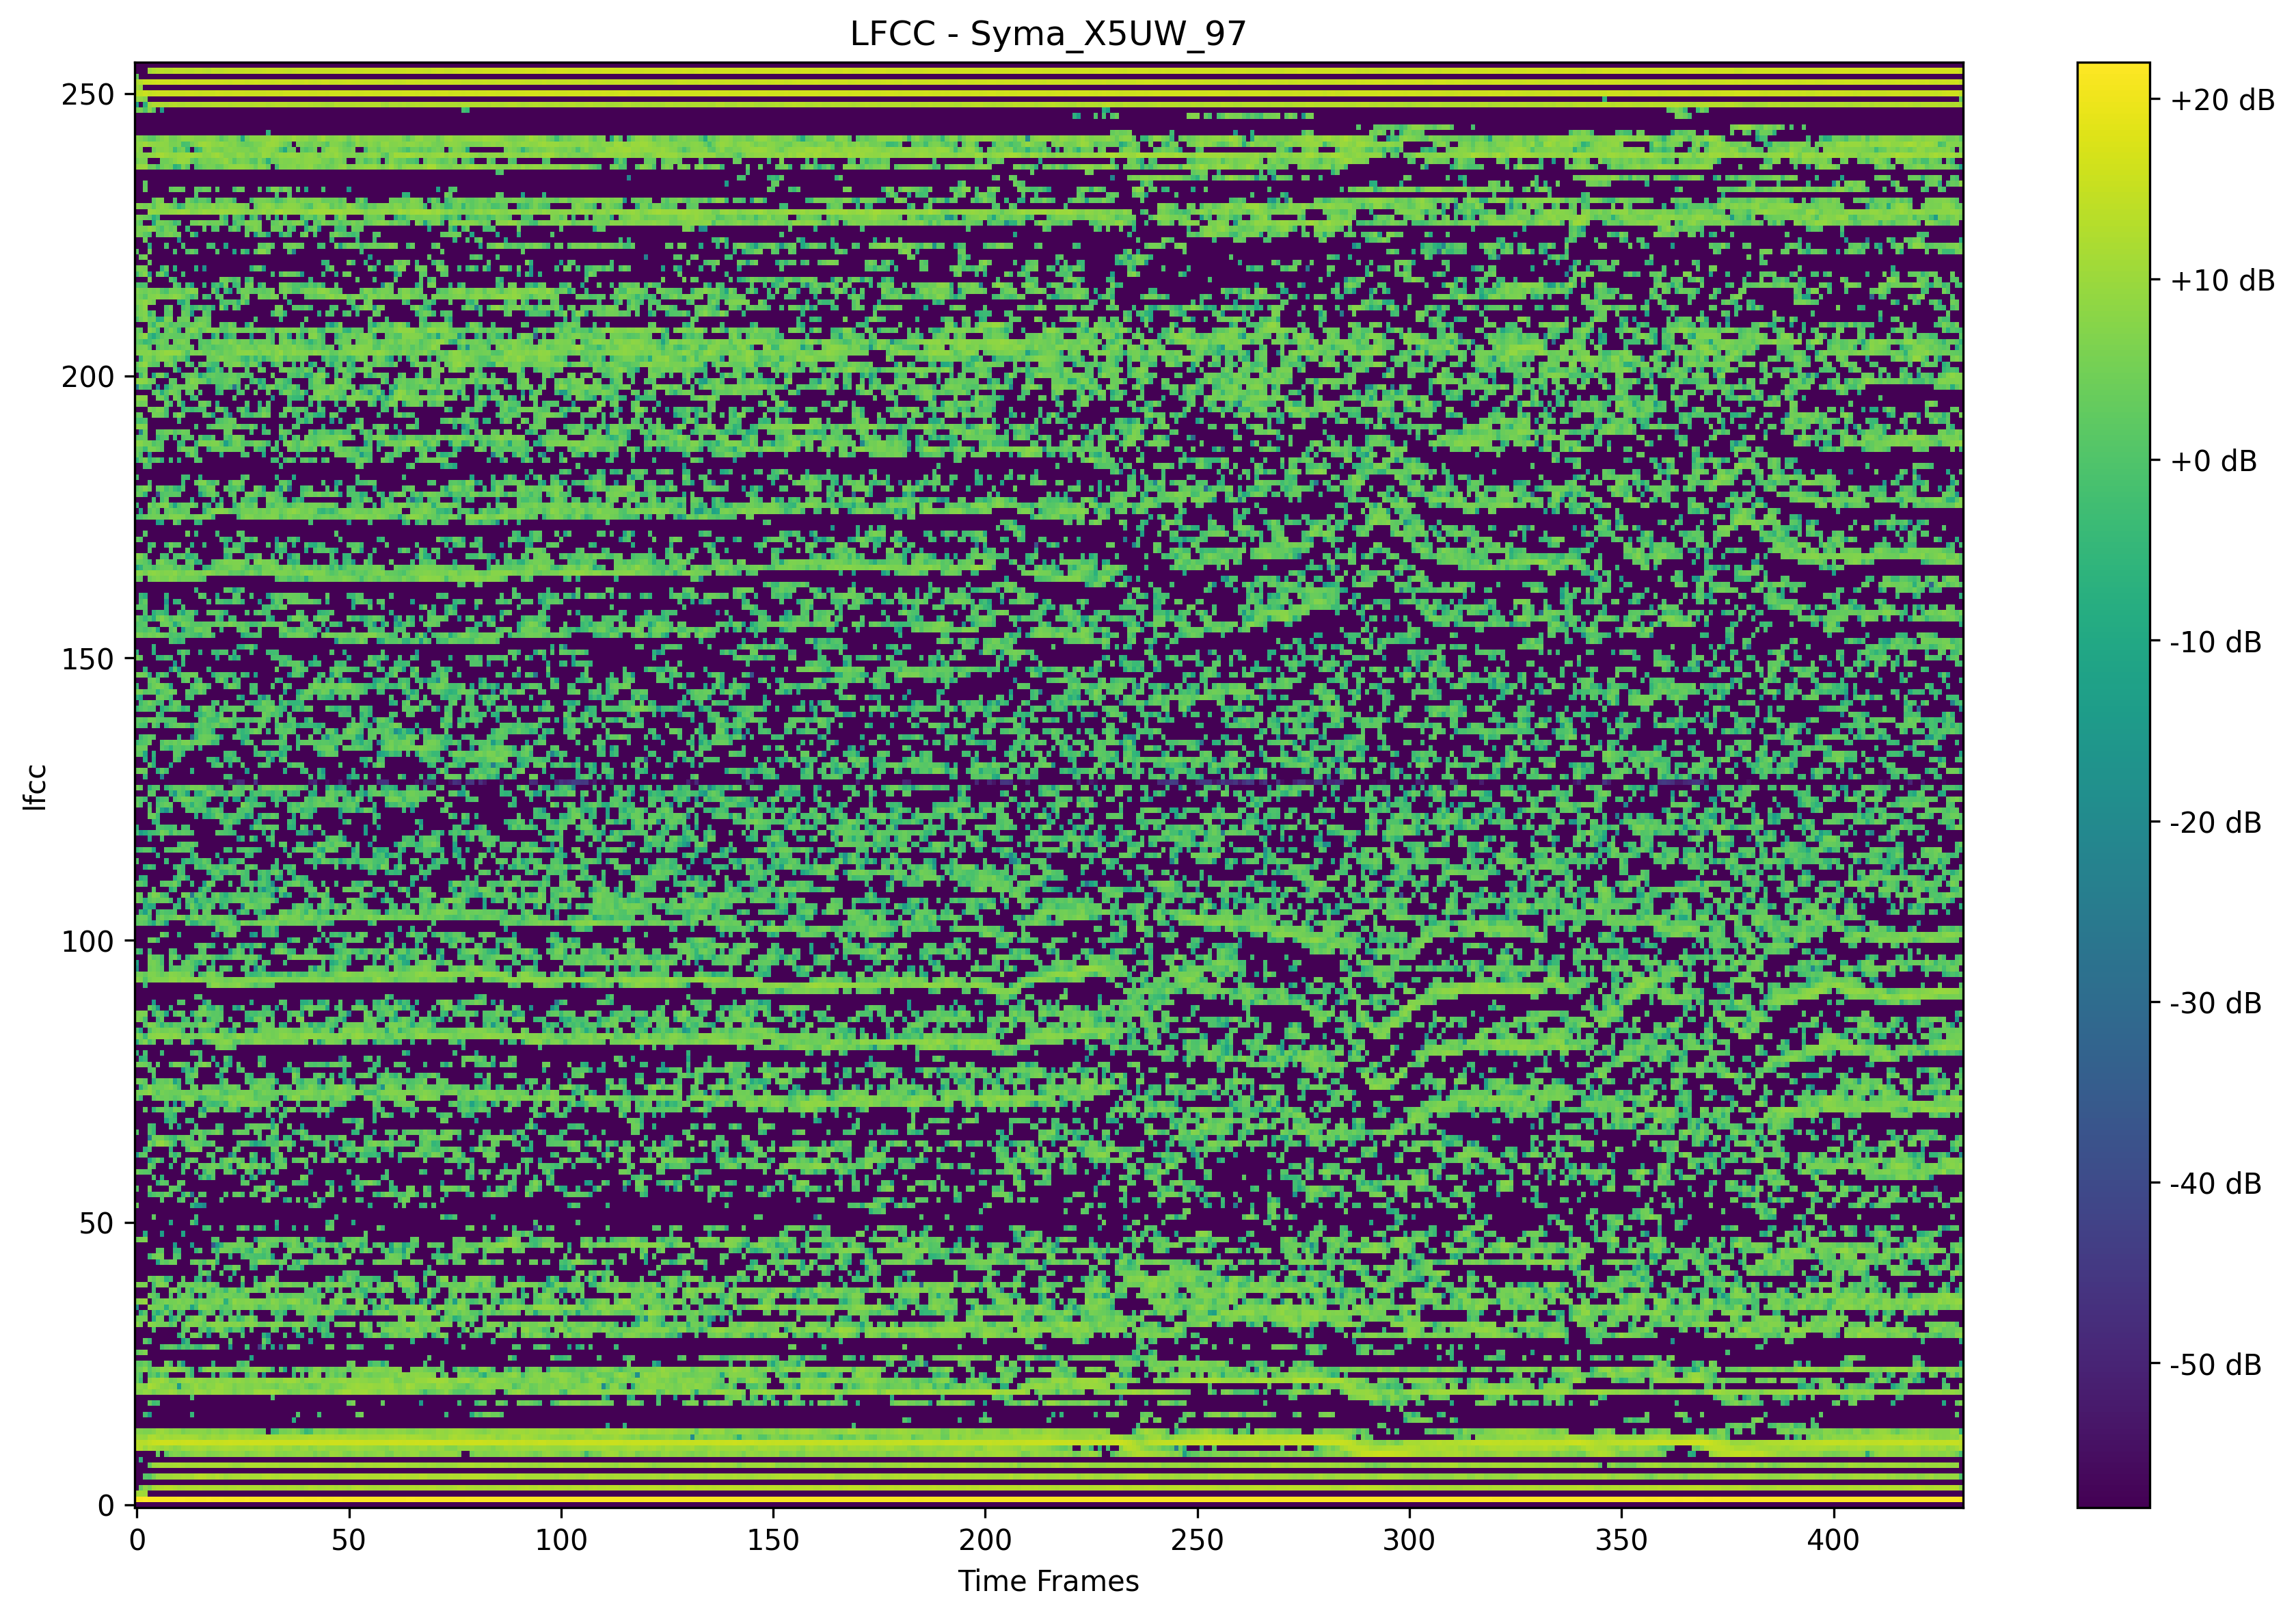 LFCC - Syma_X5UW_97
250
200
150
100
50
0
lfcc
0 50 100 150 200 250 300 350 400
Time Frames
+20 dB
+10 dB
+0 dB
-10 dB
-20 dB
-30 dB
-40 dB
-50 dB